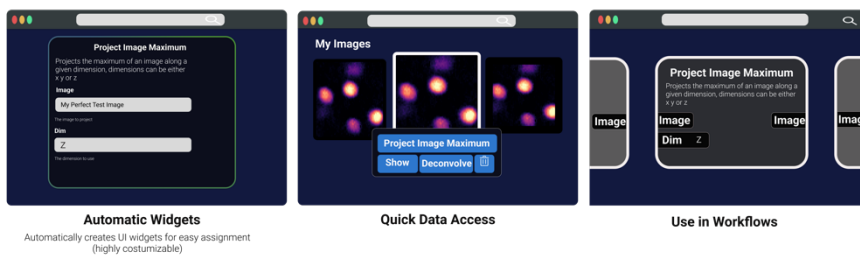 Project Image Maximum
Projects the maximum of an image along a
given dimension, dimensions can be either
x y or z
Image
My Perfect Test Image
The image to project
Dim
Z
The dimension to use
Automatic Widgets
Automatically creates UI widgets for easy assignment
(highly costumizable)
My Images
Project Image Maximum
Show
Deconvolve
Quick Data Access
Image
Project Image Maximum
Projects the maximum of an image along a
given dimension, dimensions can be either
x y or z
Image
Image
Dim Z
Imag
Use in Workflows